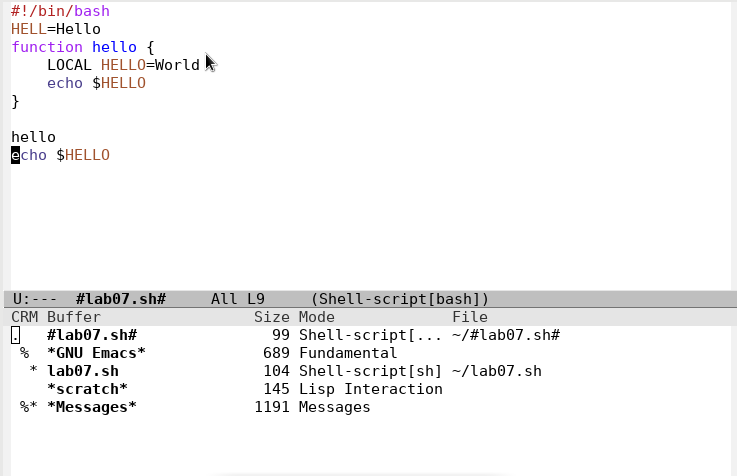 #!/bin/bash
HELL=Hello
function hello {
    LOCAL HELLO=World
    echo $HELLO
}
hello
echo $HELLO
U:---  #lab07.sh#     All L9     (Shell-script[bash])
CRM Buffer            Size Mode             File
.   #lab07.sh#          99 Shell-script[... ~/#lab07.sh#
 %  *GNU Emacs*        689 Fundamental
  * lab07.sh           104 Shell-script[sh] ~/lab07.sh
    *scratch*          145 Lisp Interaction
 %* *Messages*        1191 Messages